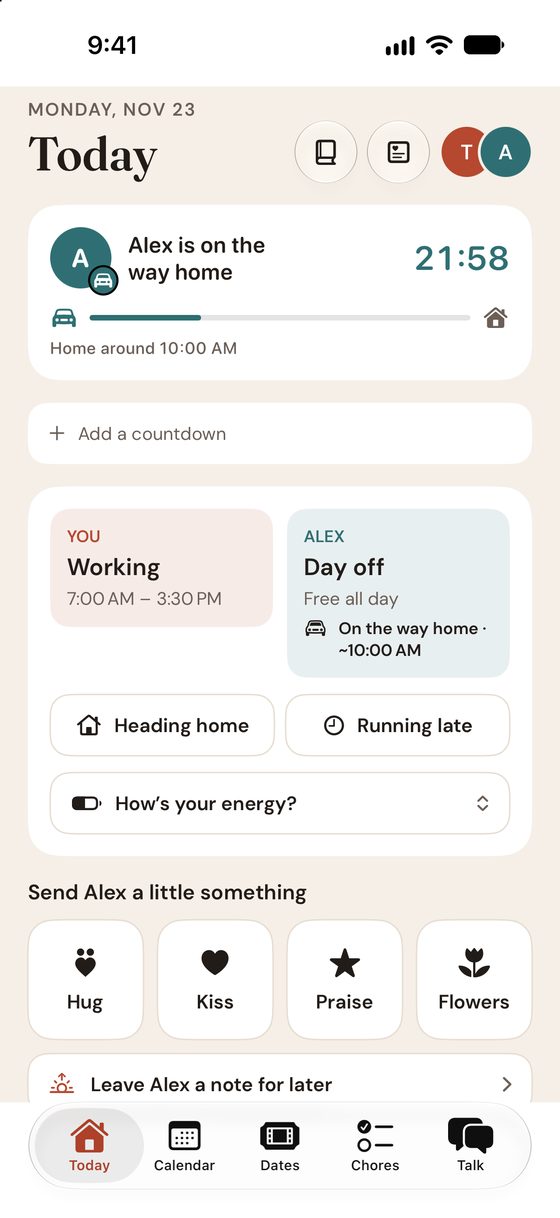 9:41
MONDAY, NOV 23
Today
T
A
A
Alex is on the
way home
21:58
Home around 10:00 AM
Add a countdown
YOU
Working
7:00 AM – 3:30 PM
ALEX
Day off
Free all day
On the way home ·
~10:00 AM
Heading home
Running late
How's your energy?
Send Alex a little something
Hug
Kiss
Praise
Flowers
Leave Alex a note for later
Today
Calendar
Dates
Chores
Talk